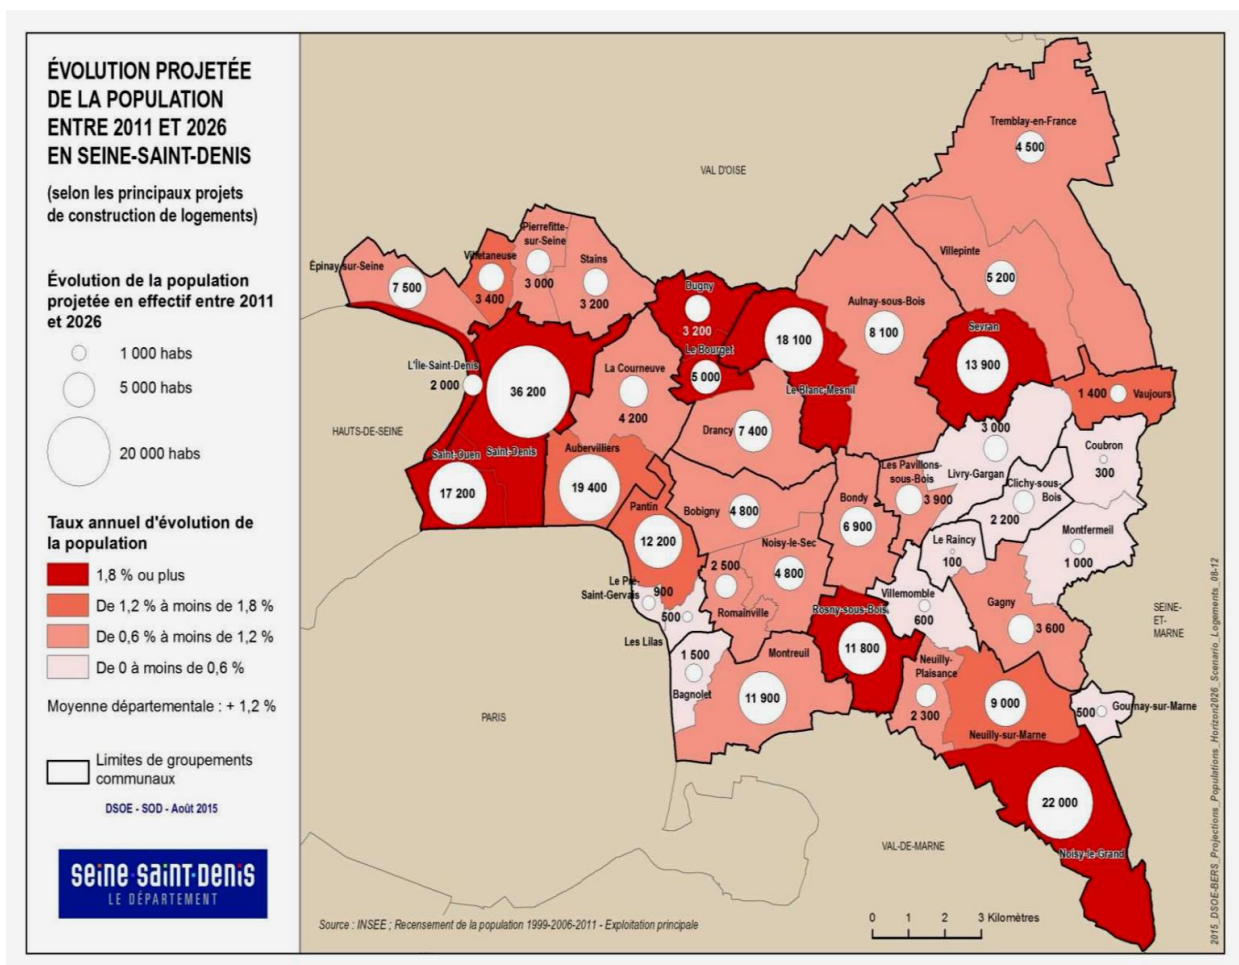 ÉVOLUTION PROJETÉE
DE LA POPULATION
ENTRE 2011 ET 2026
EN SEINE-SAINT-DENIS
(selon les principaux projets
de construction de logements)
Évolution de la population
projetée en effectif entre 2011
et 2026
1 000 habs
5 000 habs
20 000 habs
Taux annuel d'évolution de
la population
1,8 % ou plus
De 1,2 % à moins de 1,8 %
De 0,6 % à moins de 1,2 %
De 0 à moins de 0,6 %
Moyenne départementale : + 1,2 %
Limites de groupements
communaux
DSOE - SOD - Août 2015
seine-saint-denis
LE DÉPARTEMENT
Tremblay-en-France
4 500
VAL D'OISE
Pierrefitte-
sur-Seine
3 000
Villetaneuse
3 400
Stains
3 200
Épinay-sur-Seine
7 500
Villepinte
5 200
Dugny
3 200
Aulnay-sous-Bois
8 100
Sevran
13 900
18 100
Le Blanc-Mesnil
Le Bourget
5 000
L'Île-Saint-Denis
2 000
36 200
Saint-Denis
La Courneuve
4 200
1 400
Vaujours
HAUTS-DE-SEINE
Drancy
7 400
3 000
Livry-Gargan
Coubron
300
Saint-Ouen
17 200
Aubervilliers
19 400
Les Pavillons-
sous-Bois
3 900
Clichy-sous-
Bois
2 200
Bondy
6 900
Pantin
12 200
Bobigny
4 800
Montfermeil
1 000
Noisy-le-Sec
4 800
Le Raincy
100
2 500
Romainville
Le Pré-
Saint-Gervais
900
500
Les Lilas
Villemomble
600
Gagny
3 600
Rosny-sous-Bois
11 800
SEINE-
ET-
MARNE
1 500
Bagnolet
Montreuil
11 900
Neuilly-
Plaisance
2 300
9 000
Neuilly-sur-Marne
500
Gournay-sur-Marne
PARIS
22 000
Noisy-le-Grand
VAL-DE-MARNE
0 1 2 3 Kilomètres
Source : INSEE ; Recensement de la population 1999-2006-2011 - Exploitation principale
2015_DSOE-BERS_Projections_Populations_Horizon2026_Scenario_Logements_08-12